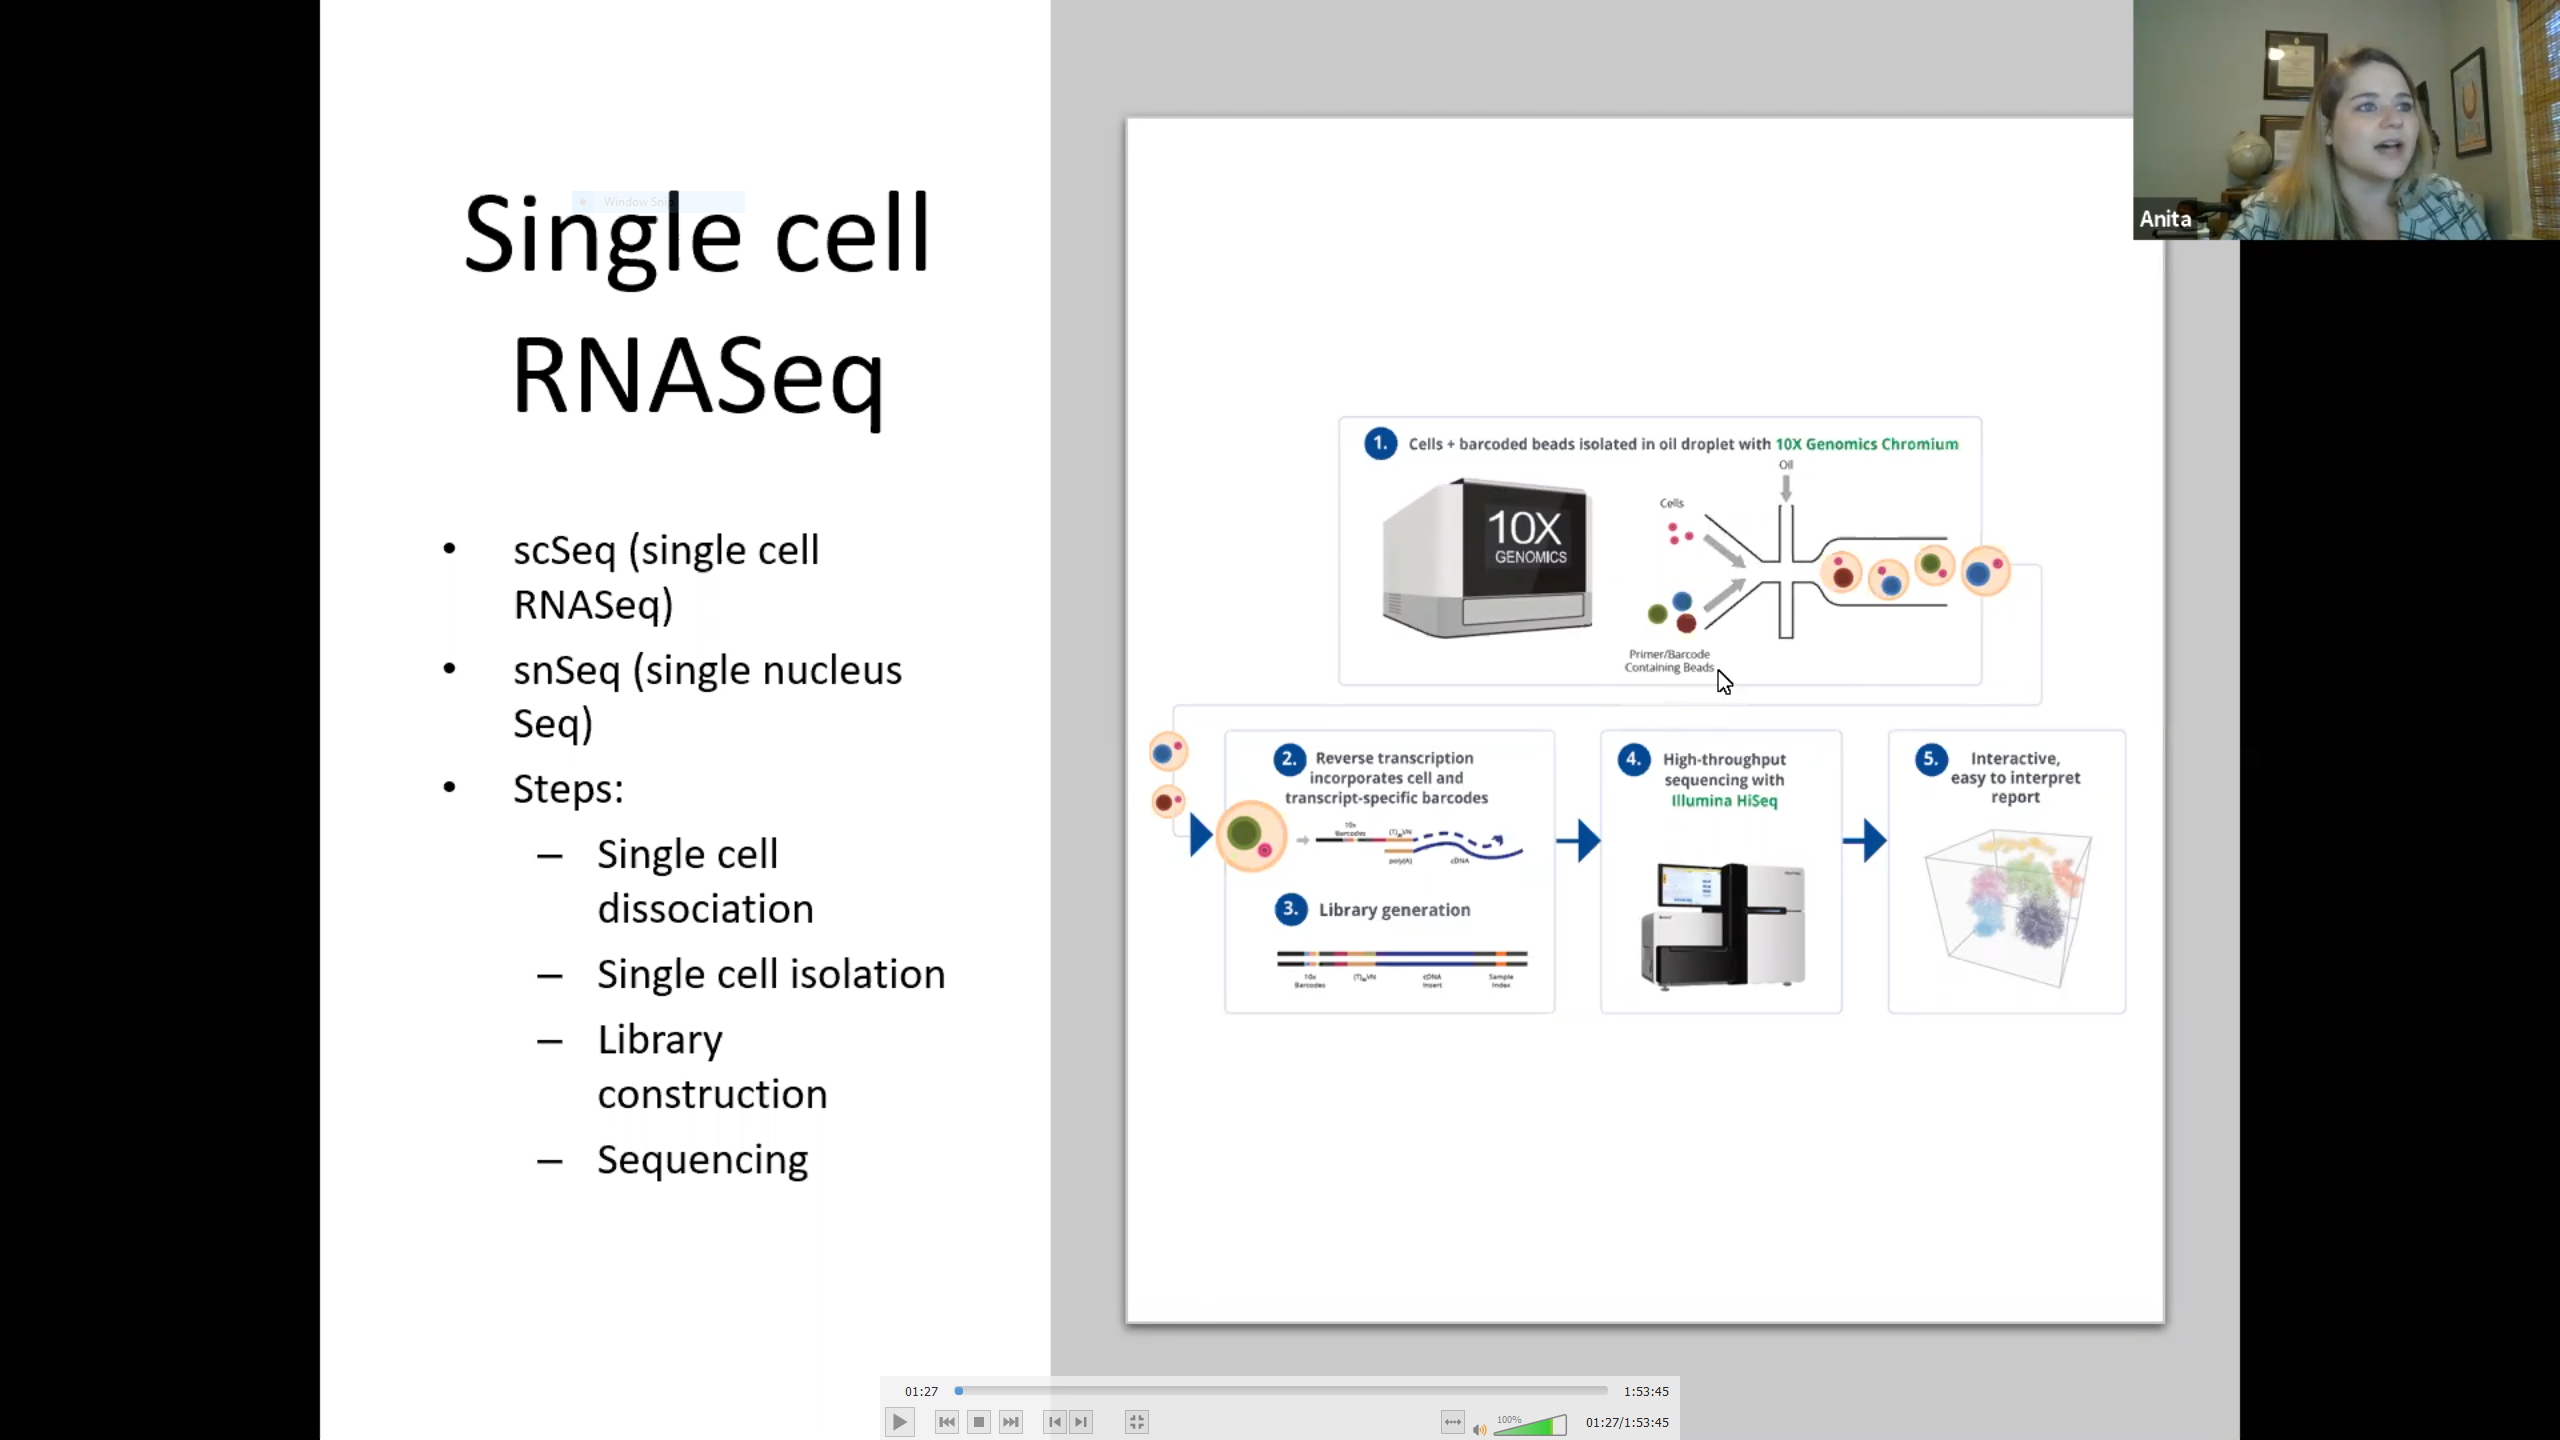 Window Snip
Single cell
RNASeq
• scSeq (single cell
RNASeq)
• snSeq (single nucleus
Seq)
• Steps:
– Single cell
dissociation
– Single cell isolation
– Library
construction
– Sequencing
Anita
1. Cells + barcoded beads isolated in oil droplet with 10X Genomics Chromium
Oil
Cells
10X
GENOMICS
Primer/Barcode
Containing Beads
2. Reverse transcription
incorporates cell and
transcript-specific barcodes
10x
Barcodes
poly(A)
cDNA
3. Library generation
10x
Barcodes
cDNA
Insert
Sample
Index
4. High-throughput
sequencing with
Illumina HiSeq
5. Interactive,
easy to interpret
report
01:27
1:53:45
100%
01:27/1:53:45